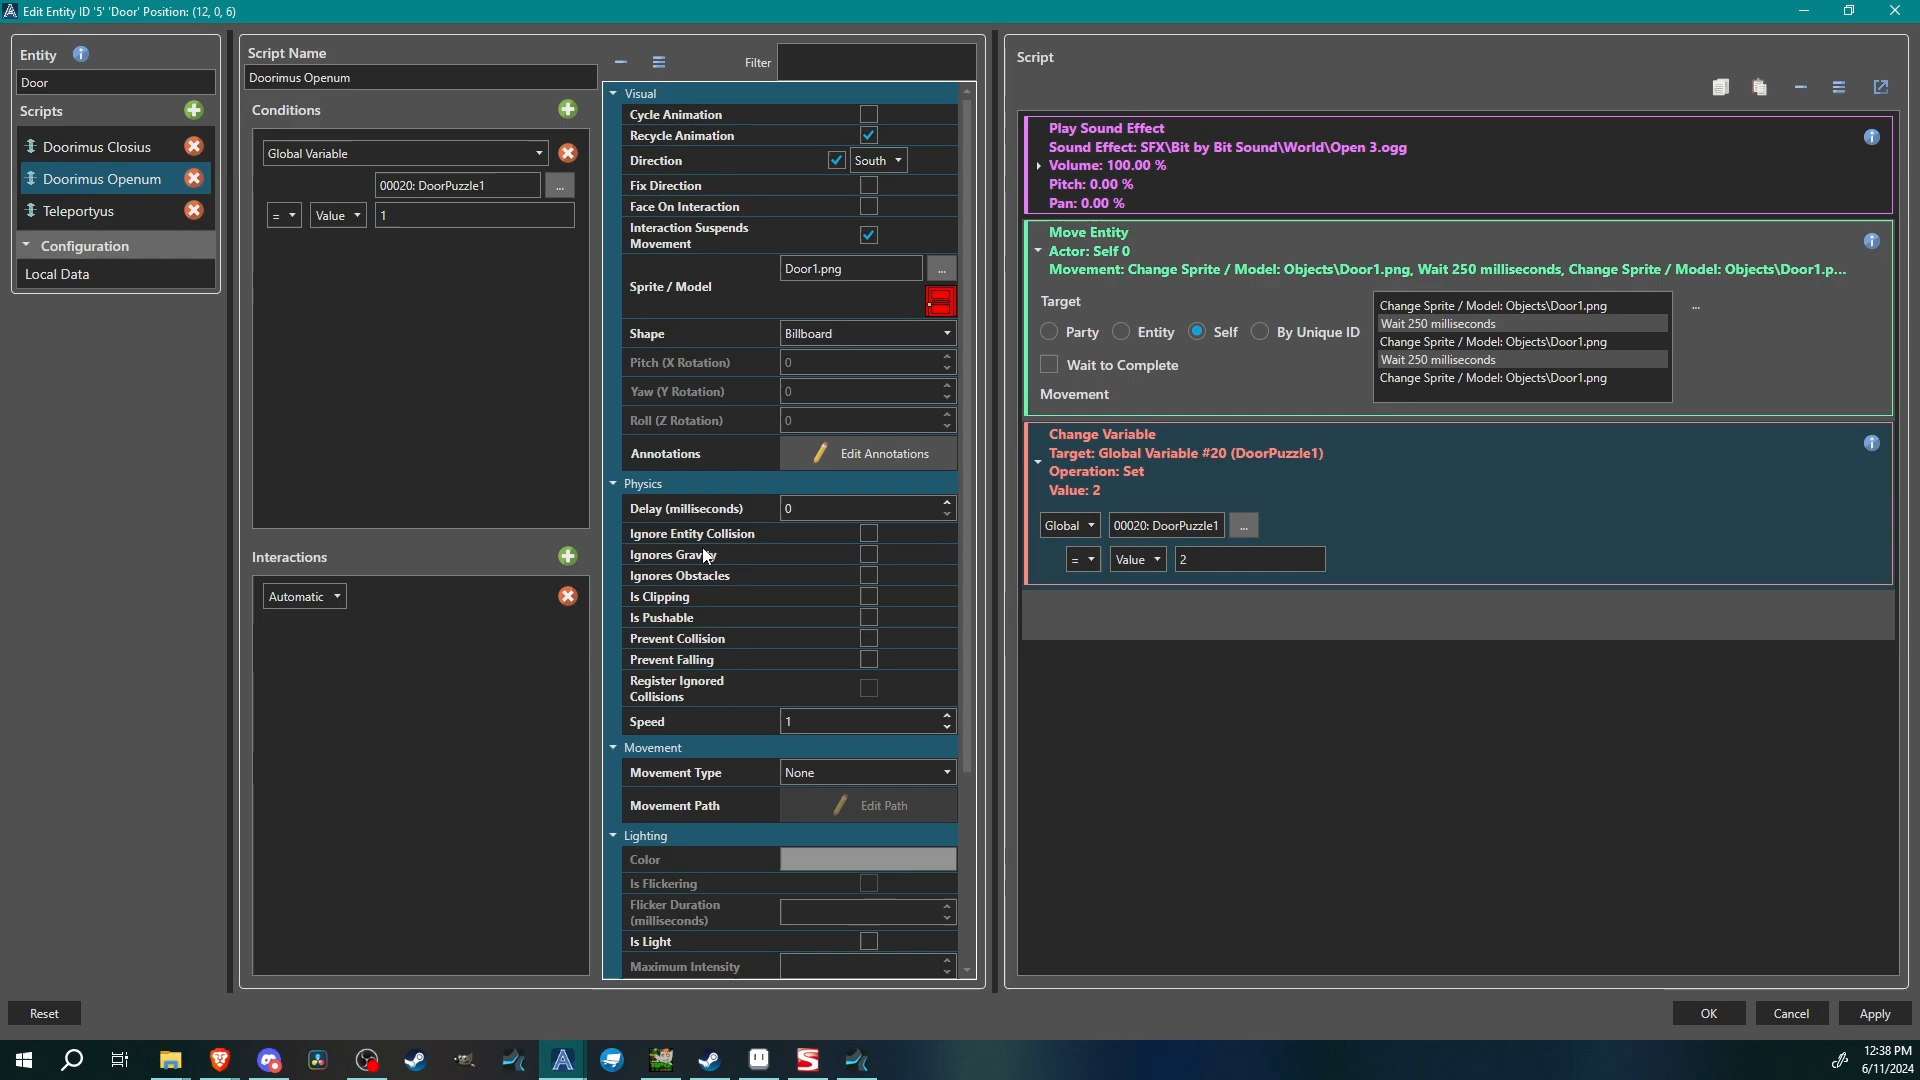 Edit Entity ID '5' 'Door' Position: (12, 0, 6)
Entity
Door
Scripts
Doorimus Closius
Doorimus Openum
Teleportyus
Configuration
Local Data
Script Name
Doorimus Openum
Conditions
Global Variable
00020: DoorPuzzle1
...
=
Value
1
Interactions
Automatic
Filter
Visual
Cycle Animation
Recycle Animation
Direction
South
Fix Direction
Face On Interaction
Interaction Suspends
Movement
Sprite / Model
Door1.png
...
Shape
Billboard
Pitch (X Rotation)
0
Yaw (Y Rotation)
0
Roll (Z Rotation)
0
Annotations
Edit Annotations
Physics
Delay (milliseconds)
0
Ignore Entity Collision
Ignores Gravity
Ignores Obstacles
Is Clipping
Is Pushable
Prevent Collision
Prevent Falling
Register Ignored
Collisions
Speed
1
Movement
Movement Type
None
Movement Path
Edit Path
Lighting
Color
Is Flickering
Flicker Duration
(milliseconds)
Is Light
Maximum Intensity
Script
Play Sound Effect
Sound Effect: SFX\Bit by Bit Sound\World\Open 3.ogg
Volume: 100.00 %
Pitch: 0.00 %
Pan: 0.00 %
Move Entity
Actor: Self 0
Movement: Change Sprite / Model: Objects\Door1.png, Wait 250 milliseconds, Change Sprite / Model: Objects\Door1.p...
Target
Party
Entity
Self
By Unique ID
Wait to Complete
Movement
Change Sprite / Model: Objects\Door1.png
Wait 250 milliseconds
Change Sprite / Model: Objects\Door1.png
Wait 250 milliseconds
Change Sprite / Model: Objects\Door1.png
...
Change Variable
Target: Global Variable #20 (DoorPuzzle1)
Operation: Set
Value: 2
Global
00020: DoorPuzzle1
...
=
Value
2
Reset
OK
Cancel
Apply
12:38 PM
6/11/2024